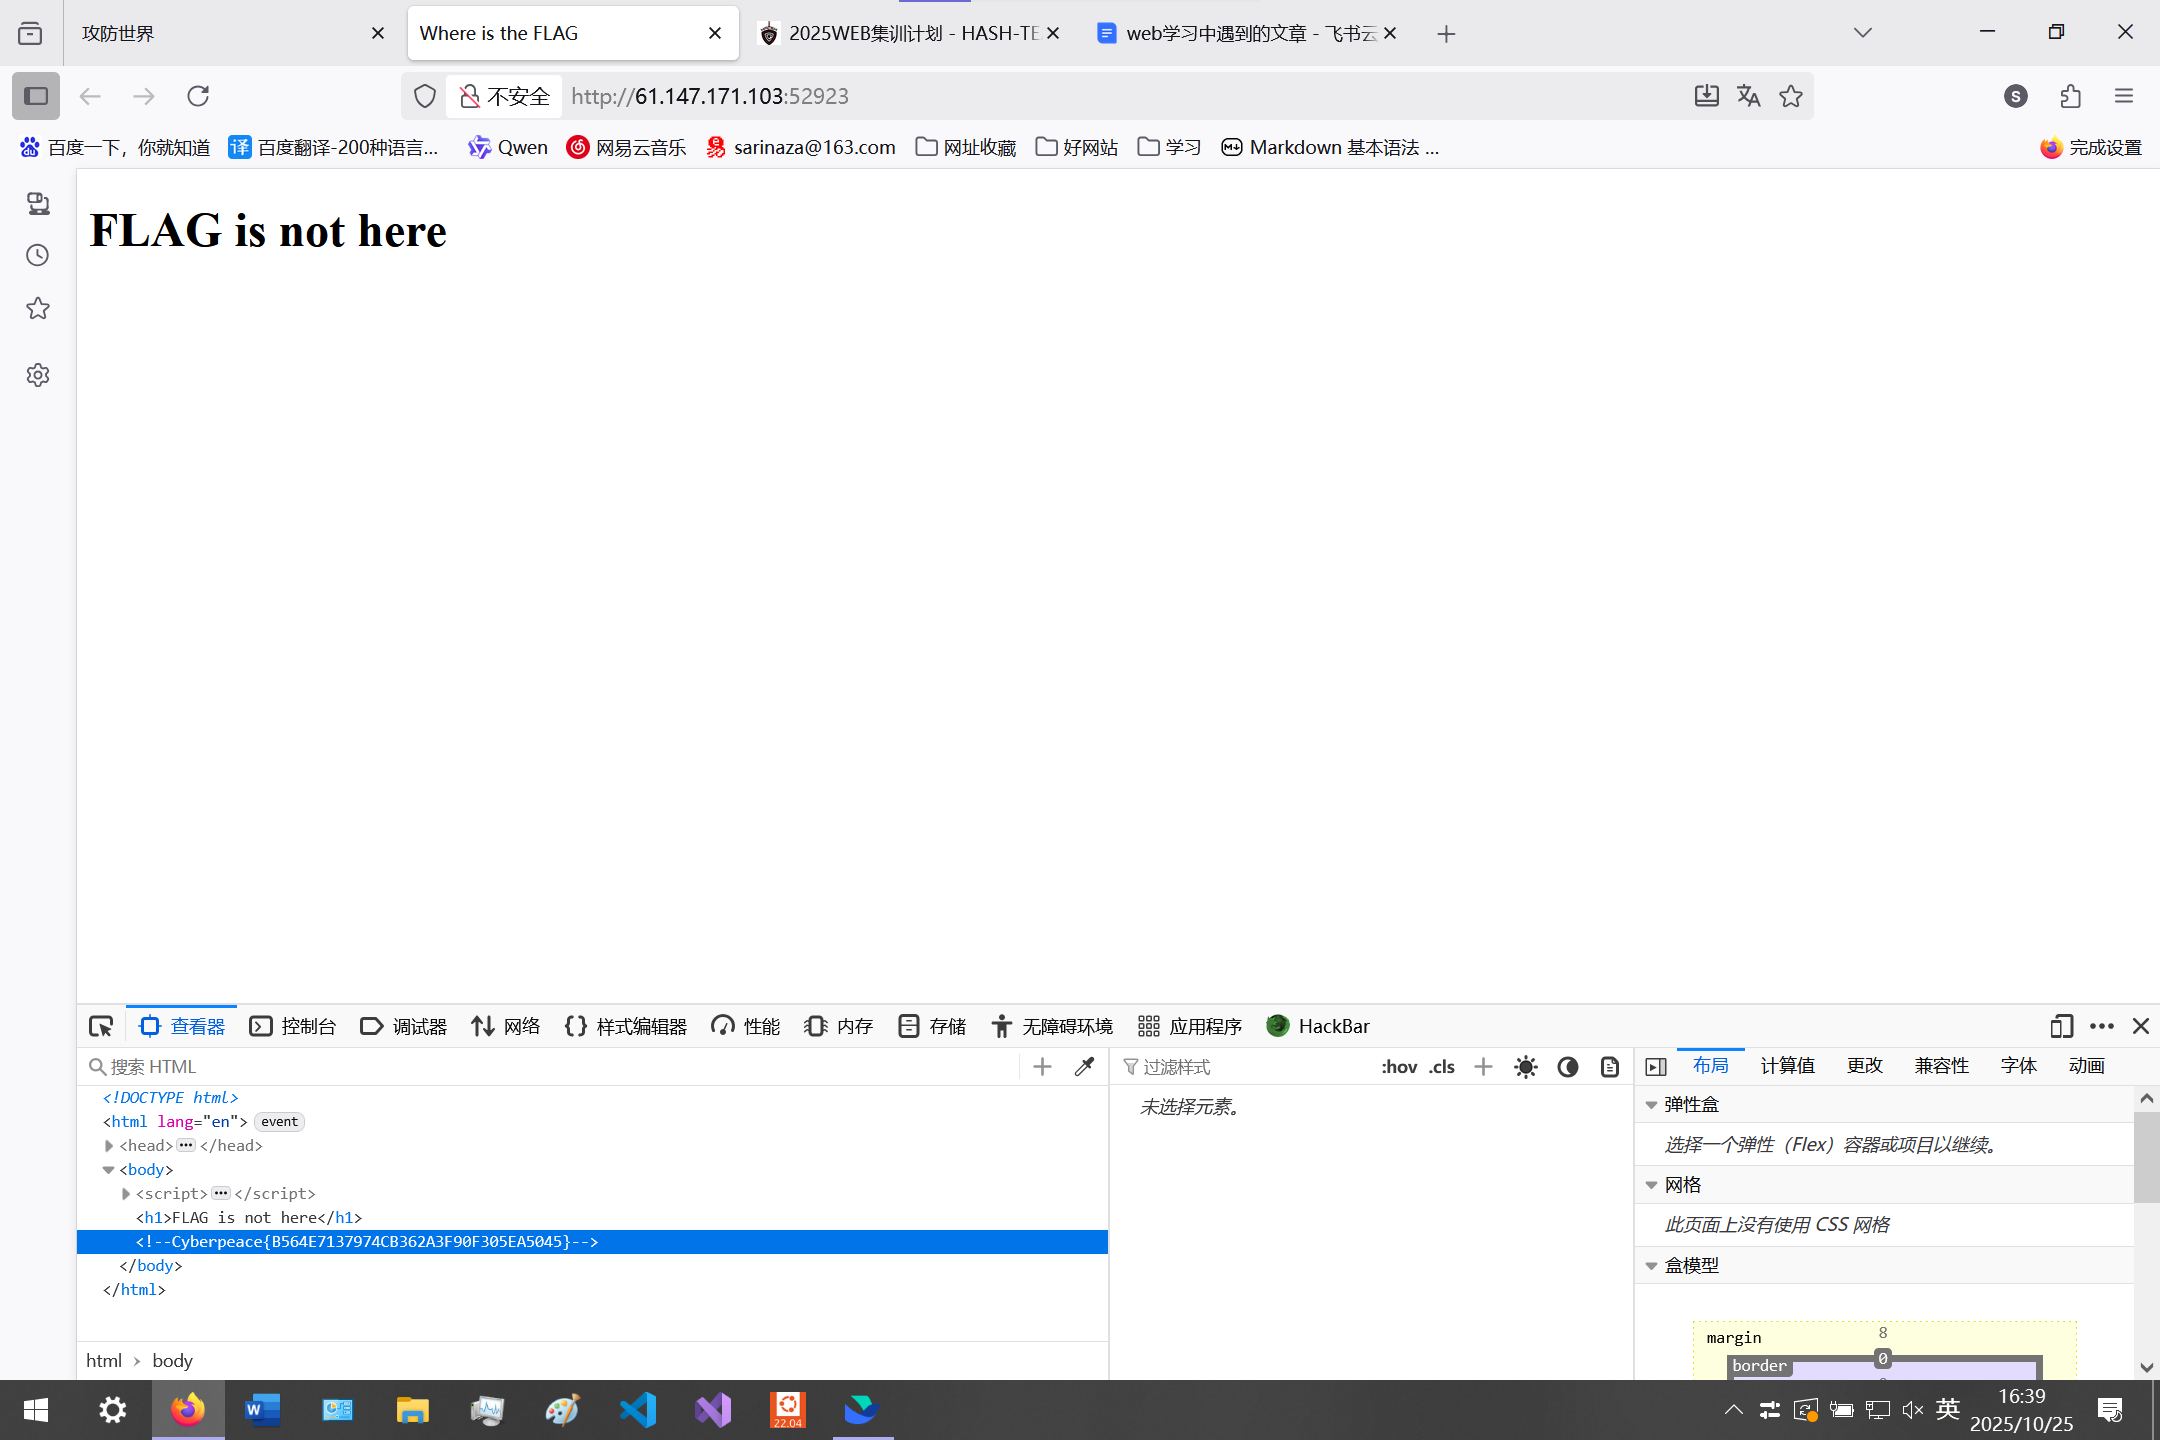 攻防世界
Where is the FLAG
2025WEB集训计划 - HASH-TE
web学习中遇到的文章 - 飞书云
不安全
http://61.147.171.103:52923
S
百度一下，你就知道
译
百度翻译-200种语言...
Qwen
网易云音乐
sarinaza@163.com
网址收藏
好网站
学习
Markdown 基本语法 ...
完成设置
FLAG is not here
查看器
控制台
调试器
网络
样式编辑器
性能
内存
存储
无障碍环境
应用程序
HackBar
搜索 HTML
<!DOCTYPE html>
<html lang="en"> event
<head>•••</head>
<body>
<script>•••</script>
<h1>FLAG is not here</h1>
<!--Cyberpeace{B564E7137974CB362A3F90F305EA5045}-->
</body>
</html>
html › body
过滤样式
:hov .cls
未选择元素。
布局
计算值
更改
兼容性
字体
动画
弹性盒
选择一个弹性（Flex）容器或项目以继续。
网格
此页面上没有使用 CSS 网格
盒模型
margin
8
border
0
22.04
英
16:39
2025/10/25